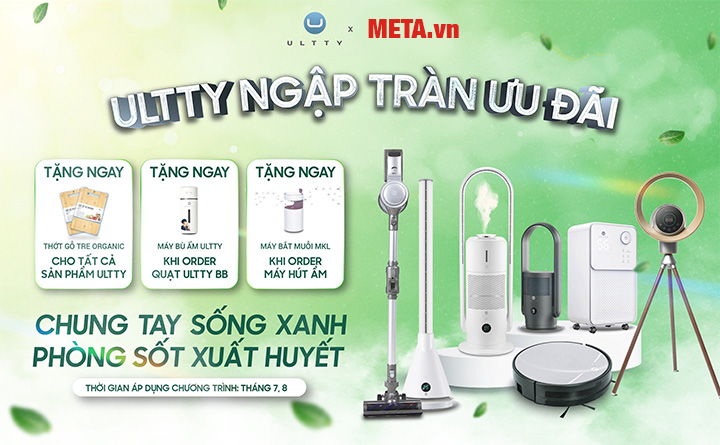 ULTTY x META.vn
ULTTY NGẬP TRÀN ƯU ĐÃI
TẶNG NGAY
THỚT GỖ TRE ORGANIC
CHO TẤT CẢ
SẢN PHẨM ULTTY
TẶNG NGAY
MÁY BÙ ẨM ULTTY
KHI ORDER
QUẠT ULTTY BB
TẶNG NGAY
MÁY BẮT MUỖI MKL
KHI ORDER
MÁY HÚT ẨM
CHUNG TAY SỐNG XANH
PHÒNG SỐT XUẤT HUYẾT
THỜI GIAN ÁP DỤNG CHƯƠNG TRÌNH: THÁNG 7, 8